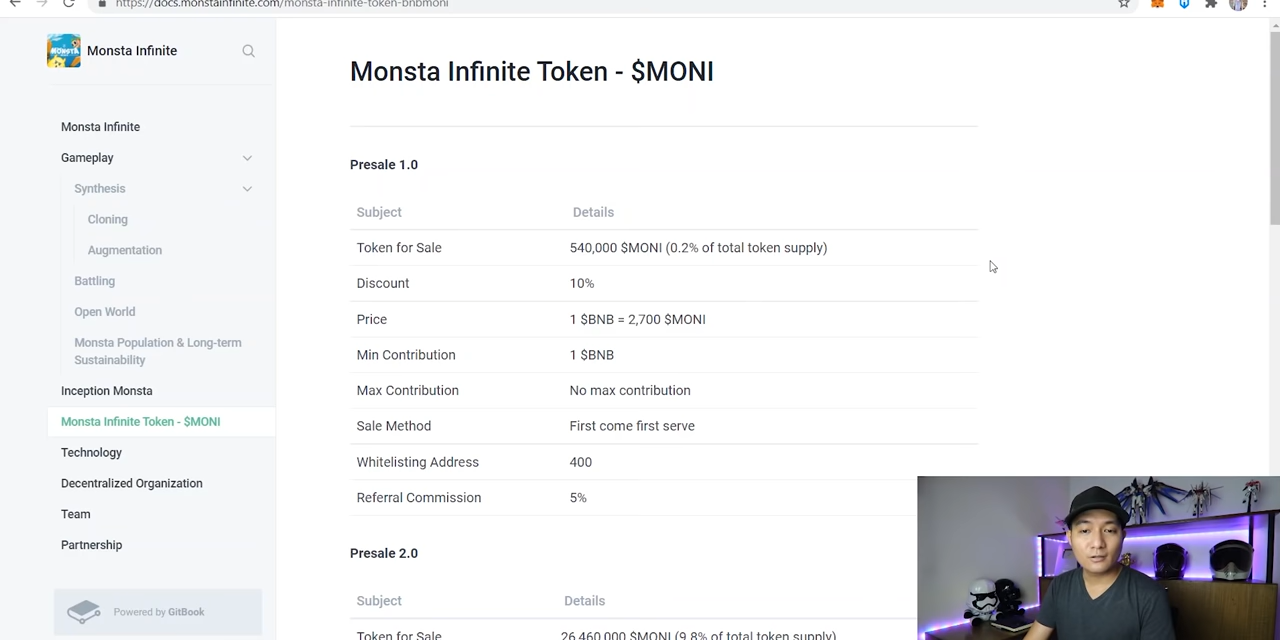 https://docs.monstainfinite.com/monsta-infinite-token-bnbmoni
Monsta Infinite
Monsta Infinite
Gameplay
Synthesis
Cloning
Augmentation
Battling
Open World
Monsta Population & Long-term
Sustainability
Inception Monsta
Monsta Infinite Token - $MONI
Technology
Decentralized Organization
Team
Partnership
Powered by GitBook
Monsta Infinite Token - $MONI
Presale 1.0
Subject Details
Token for Sale 540,000 $MONI (0.2% of total token supply)
Discount 10%
Price 1 $BNB = 2,700 $MONI
Min Contribution 1 $BNB
Max Contribution No max contribution
Sale Method First come first serve
Whitelisting Address 400
Referral Commission 5%
Presale 2.0
Subject Details
Token for Sale 26,460,000 $MONI (9.8% of total token supply)